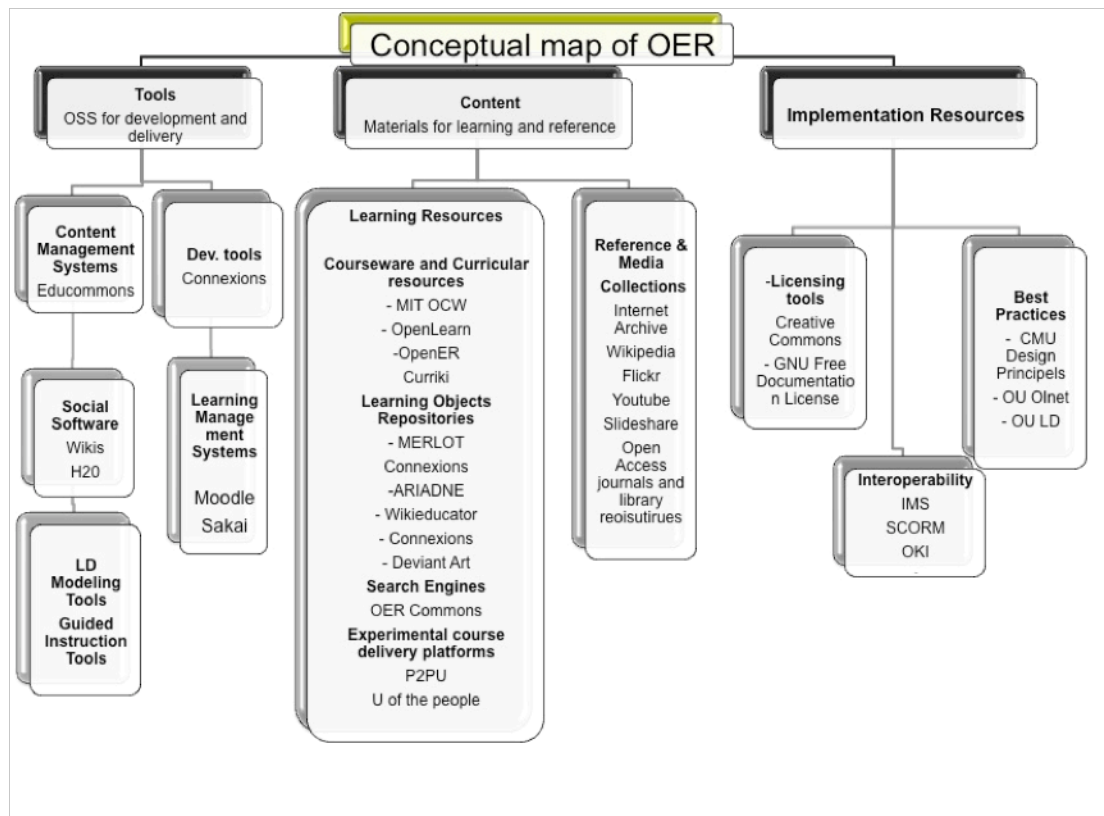 Conceptual map of OER
Tools
OSS for development and
delivery
Content
Materials for learning and reference
Implementation Resources
Content
Management
Systems
Educommons
Dev. tools
Connexions
Social
Software
Wikis
H20
Learning
Manage
ment
Systems
Moodle
Sakai
LD
Modeling
Tools
Guided
Instruction
Tools
Learning Resources
Courseware and Curricular
resources
- MIT OCW
- OpenLearn
-OpenER
Curriki
Learning Objects
Repositories
- MERLOT
Connexions
-ARIADNE
- Wikieducator
- Connexions
- Deviant Art
Search Engines
OER Commons
Experimental course
delivery platforms
P2PU
U of the people
Reference &
Media
Collections
Internet
Archive
Wikipedia
Flickr
Youtube
Slideshare
Open
Access
journals and
library
reoisutirues
-Licensing
tools
Creative
Commons
- GNU Free
Documentatio
n License
Interoperability
IMS
SCORM
OKI
-
Best
Practices
- CMU
Design
Principels
- OU Olnet
- OU LD